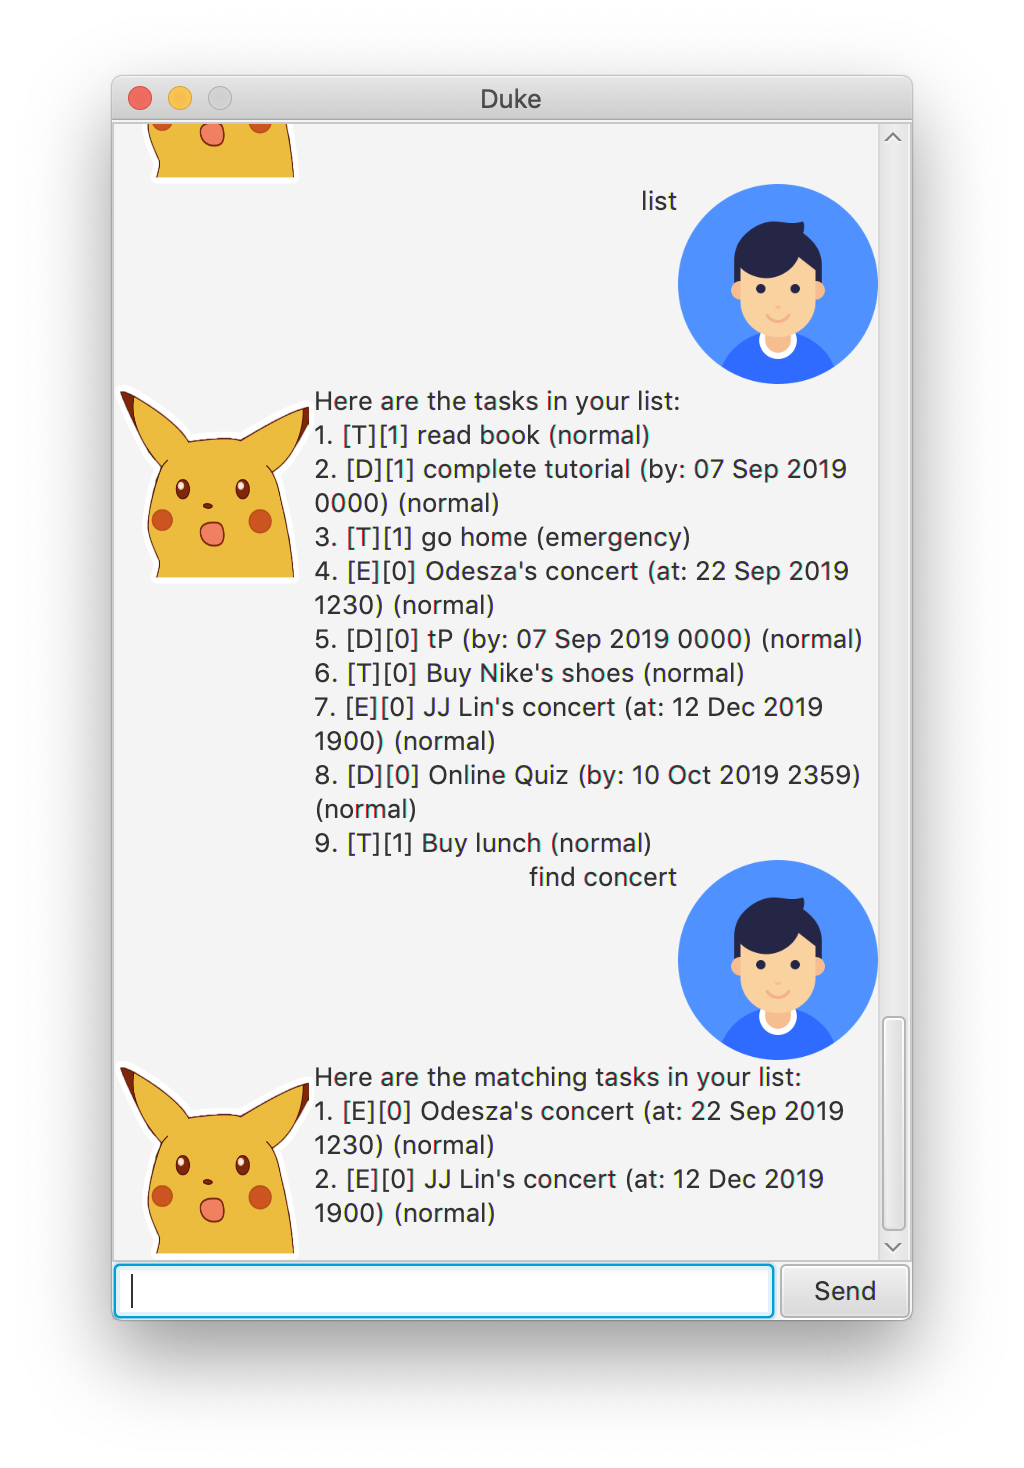 Duke
list
Here are the tasks in your list:
1. [T][1] read book (normal)
2. [D][1] complete tutorial (by: 07 Sep 2019
0000) (normal)
3. [T][1] go home (emergency)
4. [E][0] Odesza's concert (at: 22 Sep 2019
1230) (normal)
5. [D][0] tP (by: 07 Sep 2019 0000) (normal)
6. [T][0] Buy Nike's shoes (normal)
7. [E][0] JJ Lin's concert (at: 12 Dec 2019
1900) (normal)
8. [D][0] Online Quiz (by: 10 Oct 2019 2359)
(normal)
9. [T][1] Buy lunch (normal)
find concert
Here are the matching tasks in your list:
1. [E][0] Odesza's concert (at: 22 Sep 2019
1230) (normal)
2. [E][0] JJ Lin's concert (at: 12 Dec 2019
1900) (normal)
Send